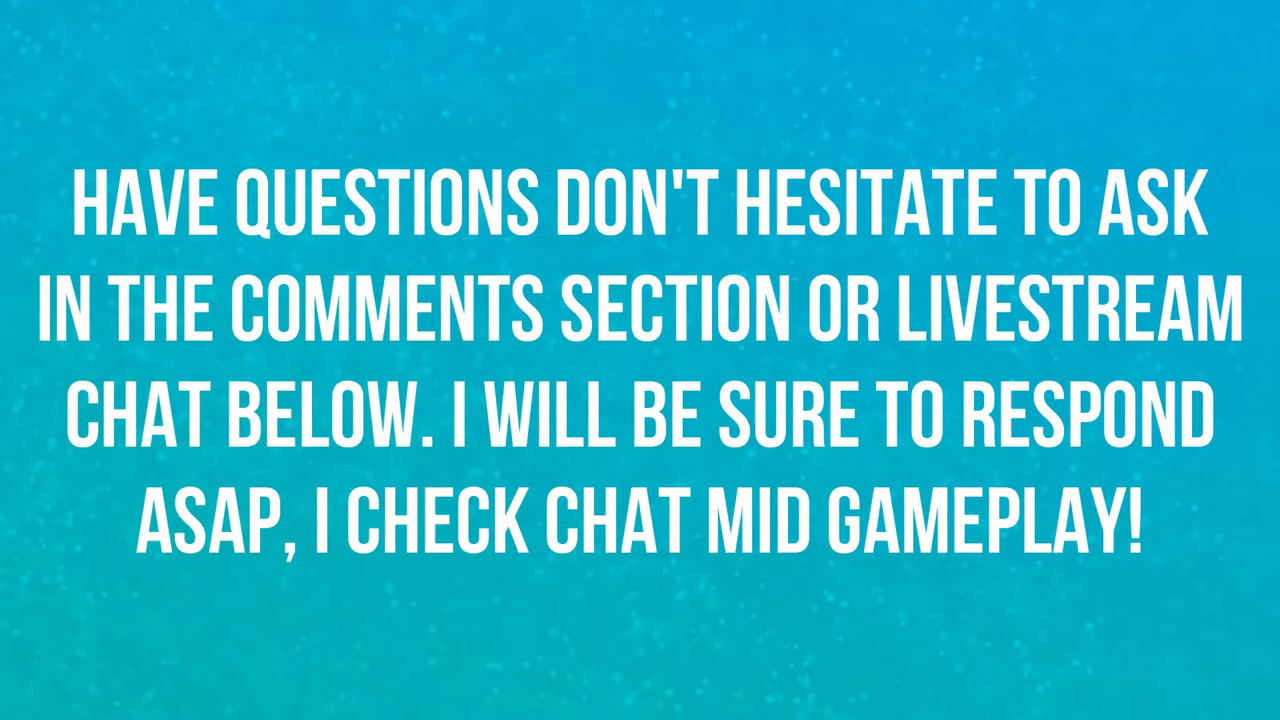 HAVE QUESTIONS DON'T HESITATE TO ASK
IN THE COMMENTS SECTION OR LIVESTREAM
CHAT BELOW. I WILL BE SURE TO RESPOND
ASAP, I CHECK CHAT MID GAMEPLAY!